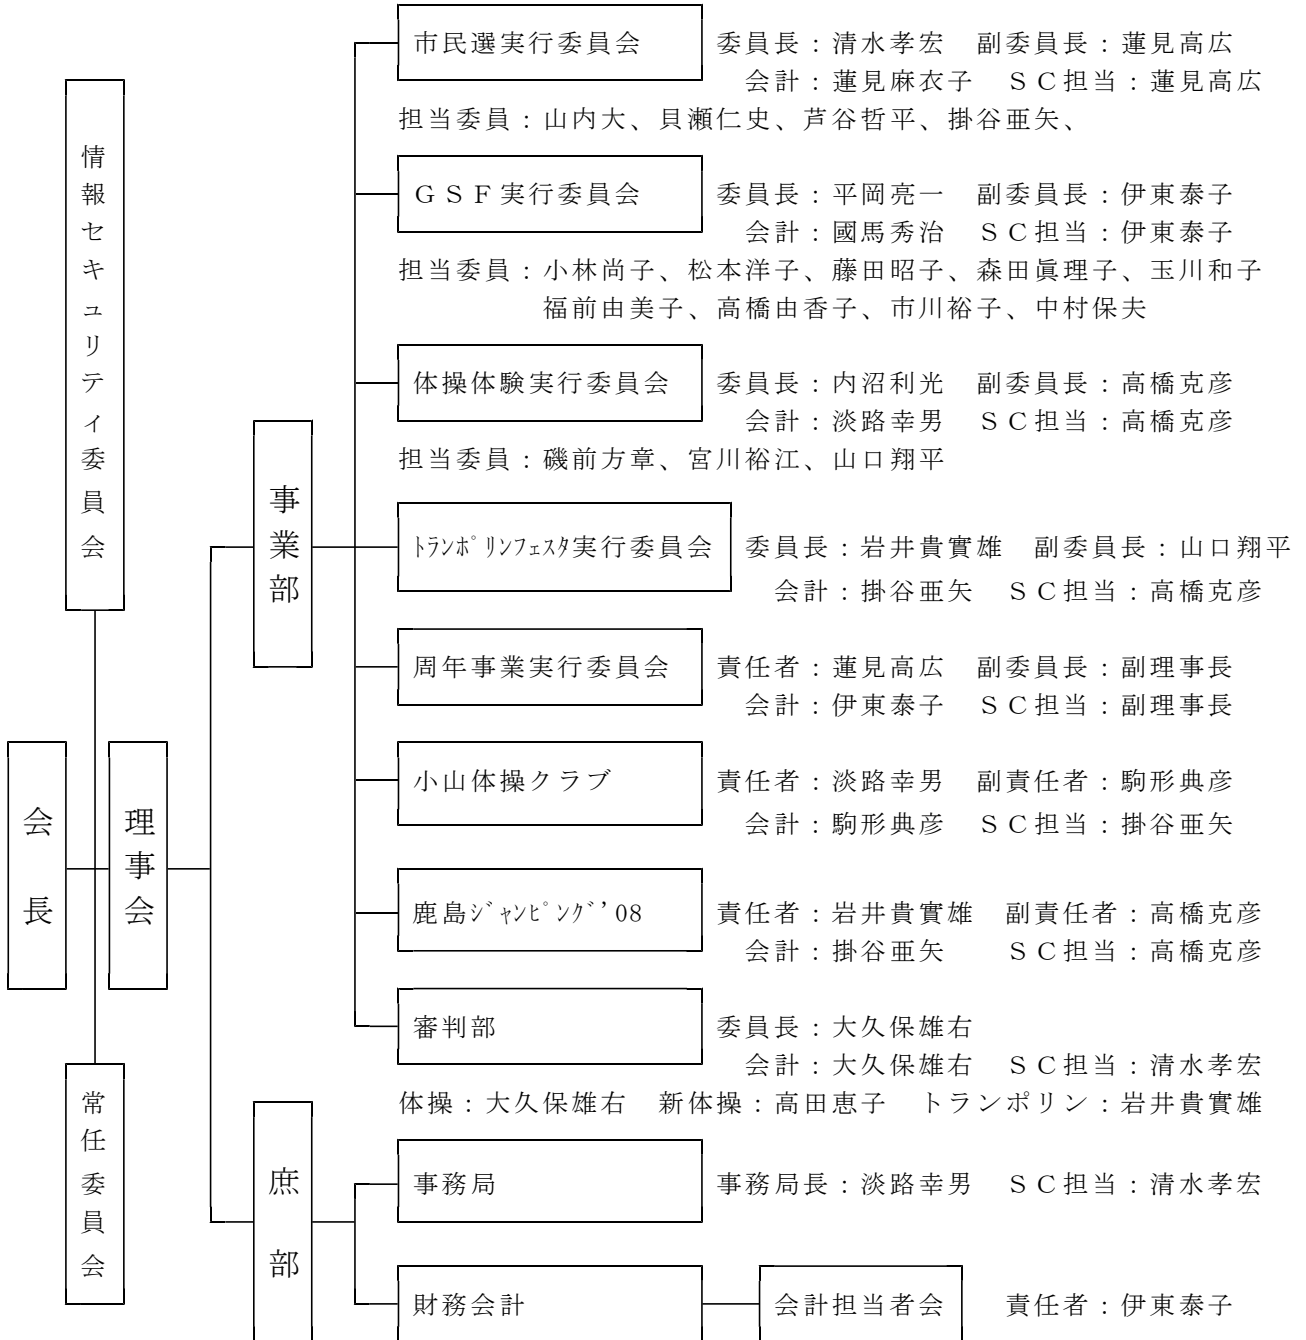 市民選実行委員会　委員長：清水孝宏　副委員長：蓮見高広
会計：蓮見麻衣子　ＳＣ担当：蓮見高広
担当委員：山内大、貝瀬仁史、芦谷哲平、掛谷亜矢、
情報セキュリティ委員会
ＧＳＦ実行委員会　委員長：平岡亮一　副委員長：伊東泰子
会計：國馬秀治　ＳＣ担当：伊東泰子
担当委員：小林尚子、松本洋子、藤田昭子、森田眞理子、玉川和子
福前由美子、高橋由香子、市川裕子、中村保夫
体操体験実行委員会　委員長：内沼利光　副委員長：高橋克彦
会計：淡路幸男　ＳＣ担当：高橋克彦
担当委員：磯前方章、宮川裕江、山口翔平
事業部
ﾄﾗﾝﾎﾟﾘﾝﾌｪｽﾀ実行委員会　委員長：岩井貴實雄　副委員長：山口翔平
会計：掛谷亜矢　ＳＣ担当：高橋克彦
周年事業実行委員会　責任者：蓮見高広　副委員長：副理事長
会計：伊東泰子　ＳＣ担当：副理事長
会長
理事会
小山体操クラブ　責任者：淡路幸男　副責任者：駒形典彦
会計：駒形典彦　ＳＣ担当：掛谷亜矢
鹿島ｼﾞｬﾝﾋﾟﾝｸﾞ’08　責任者：岩井貴實雄　副責任者：高橋克彦
会計：掛谷亜矢　ＳＣ担当：高橋克彦
審判部　委員長：大久保雄右
会計：大久保雄右　ＳＣ担当：清水孝宏
体操：大久保雄右　新体操：高田恵子　トランポリン：岩井貴實雄
常任委員会
庶部
事務局　事務局長：淡路幸男　ＳＣ担当：清水孝宏
財務会計　会計担当者会　責任者：伊東泰子